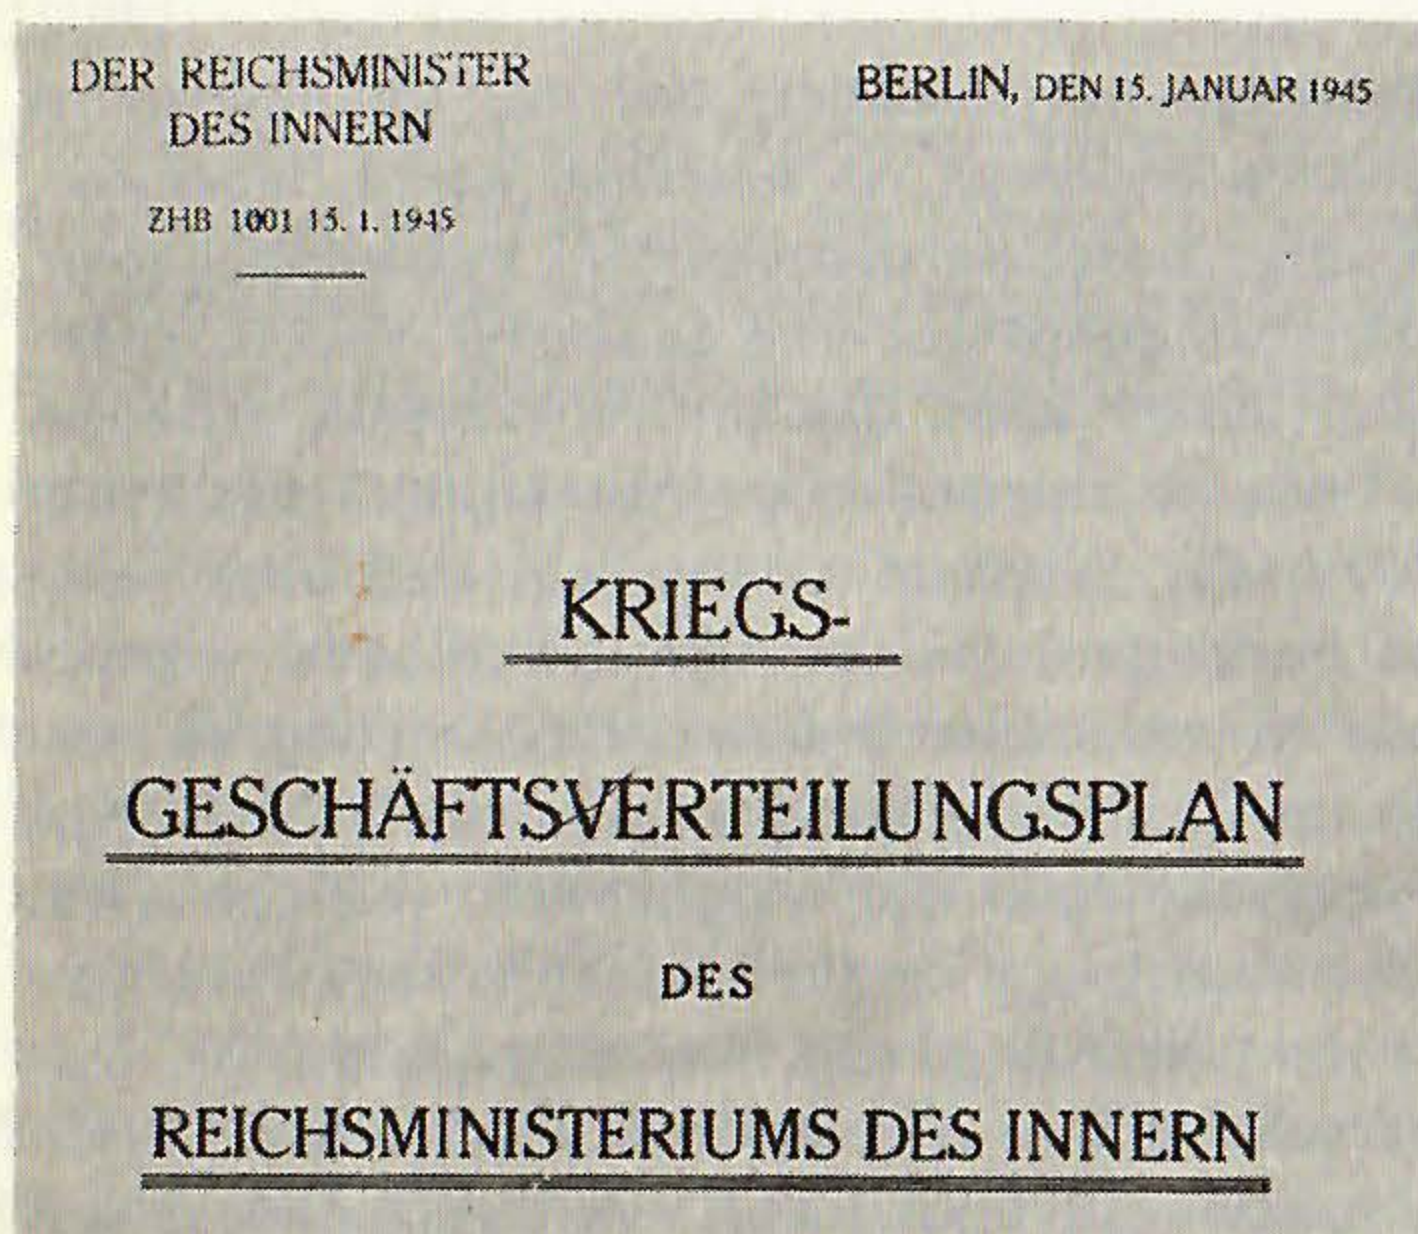 DER REICHSMINISTER
DES INNERN
BERLIN, DEN 15. JANUAR 1945
ZHB 1001 15. 1. 1945
KRIEGS-
GESCHÄFTSVERTEILUNGSPLAN
DES
REICHSMINISTERIUMS DES INNERN